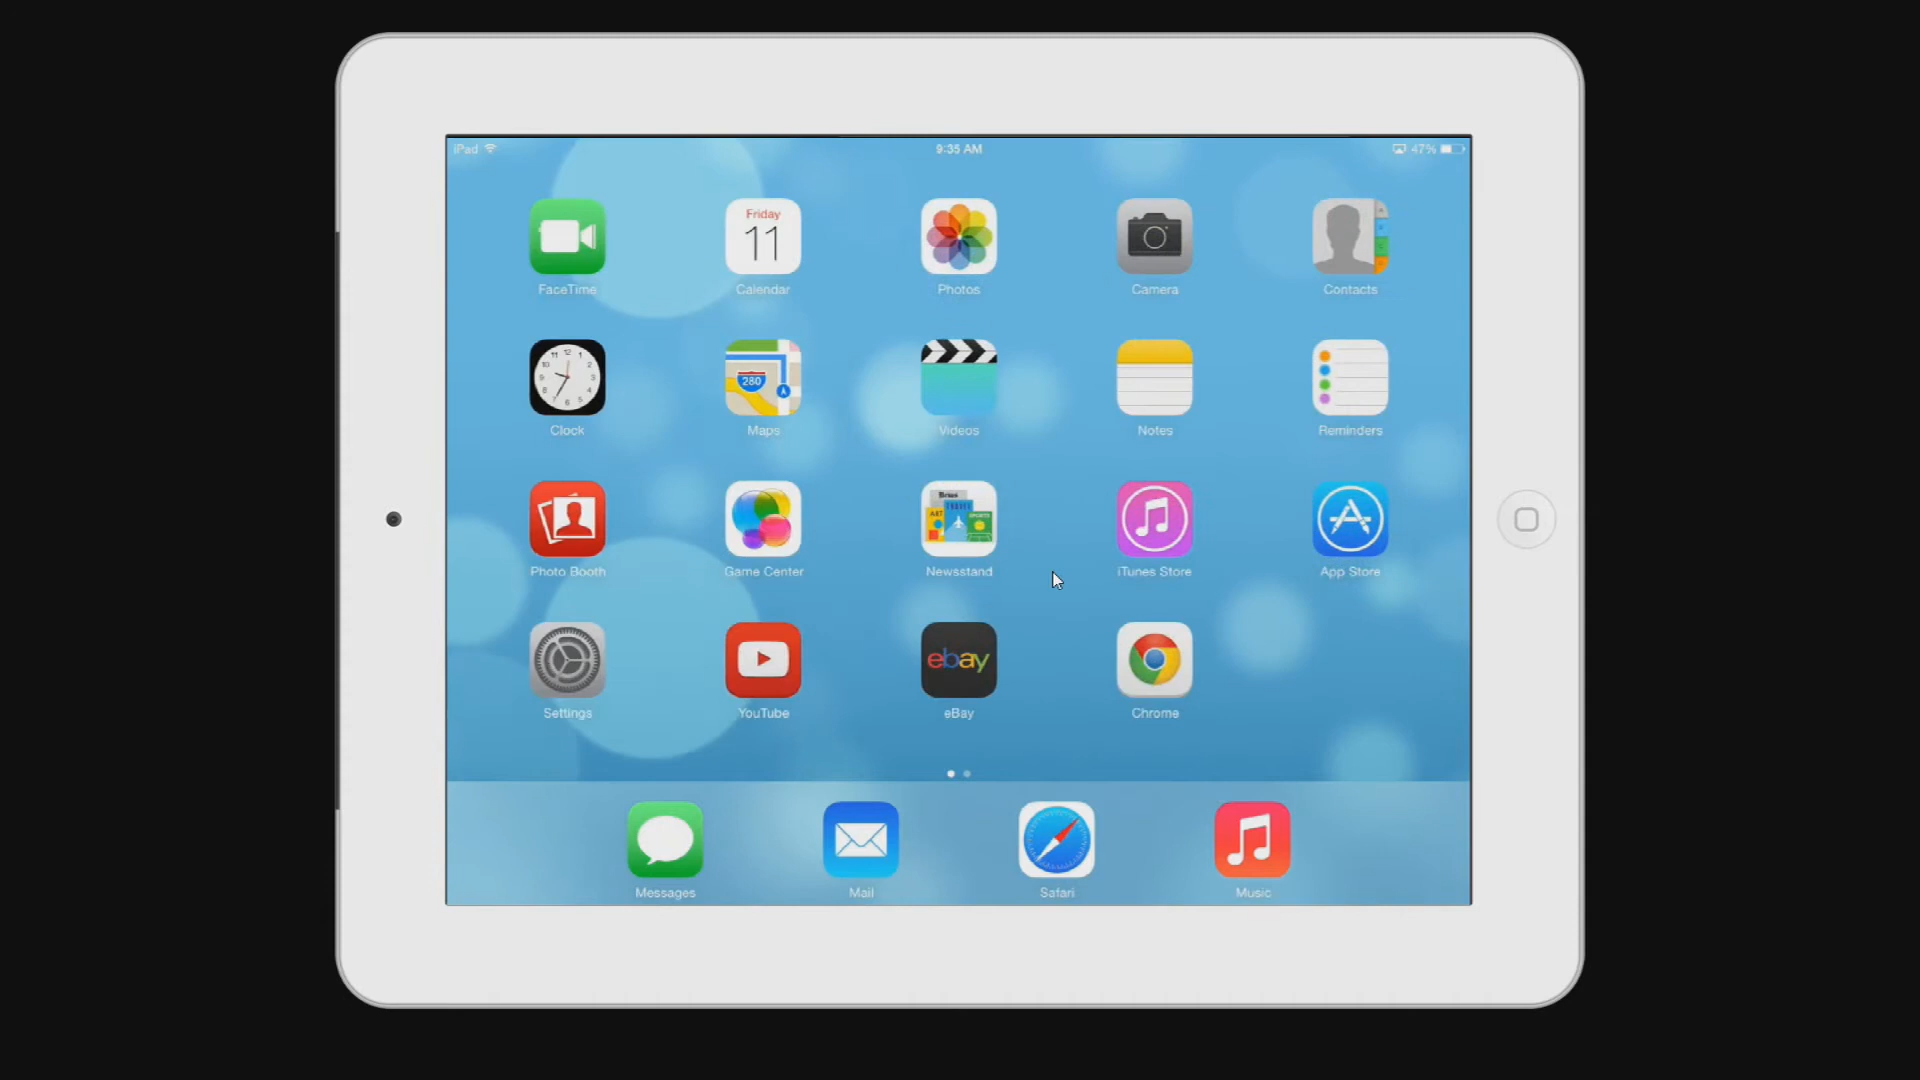 iPad
9:35 AM
47%
Friday
11
FaceTime
Calendar
Photos
Camera
Contacts
280
Clock
Maps
Videos
Notes
Reminders
Photo Booth
Game Center
Newsstand
iTunes Store
App Store
ebay
Settings
YouTube
eBay
Chrome
Messages
Mail
Safari
Music